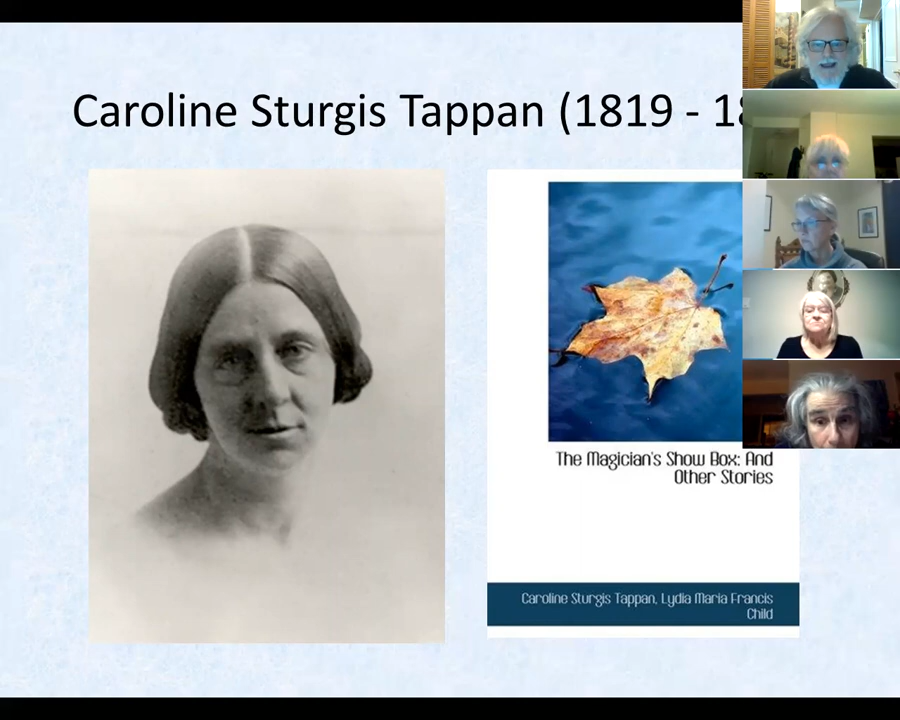 Caroline Sturgis Tappan (1819 - 18
The Magician's Show Box: And
Other Stories
Caroline Sturgis Tappan, Lydia Maria Francis
Child